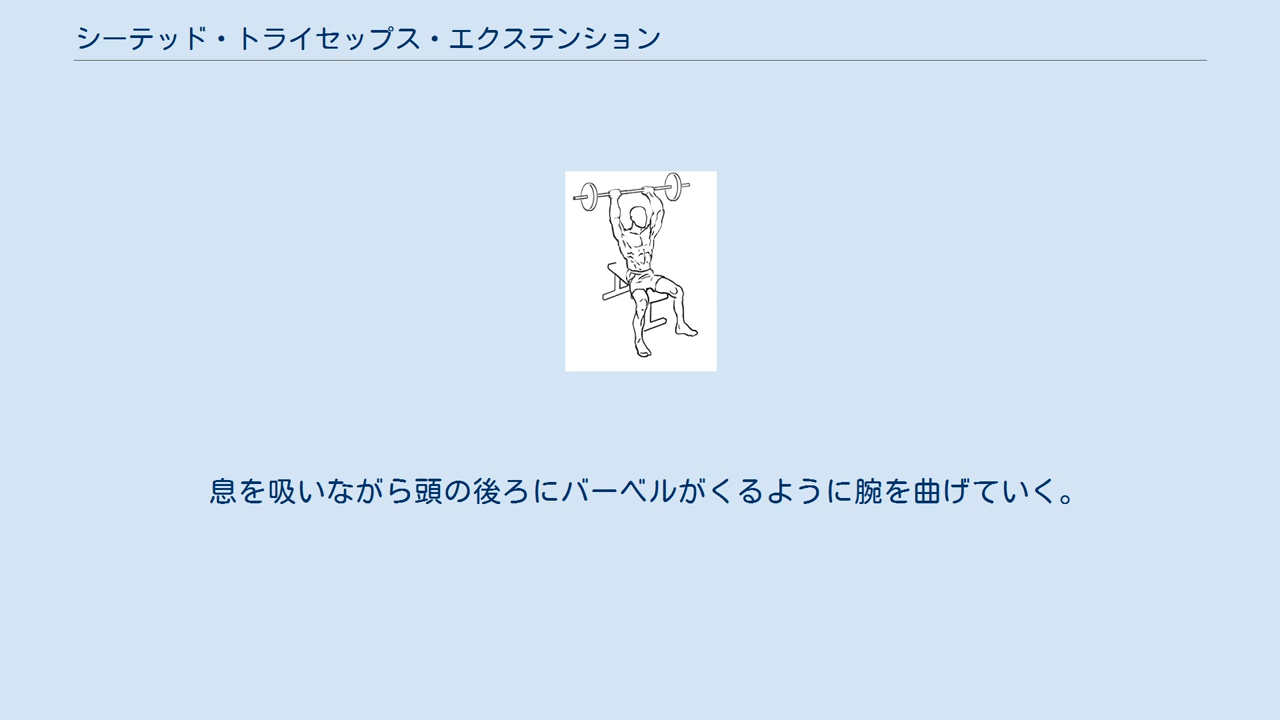 シーテッド・トライセップス・エクステンション
息を吸いながら頭の後ろにバーベルがくるように腕を曲げていく。